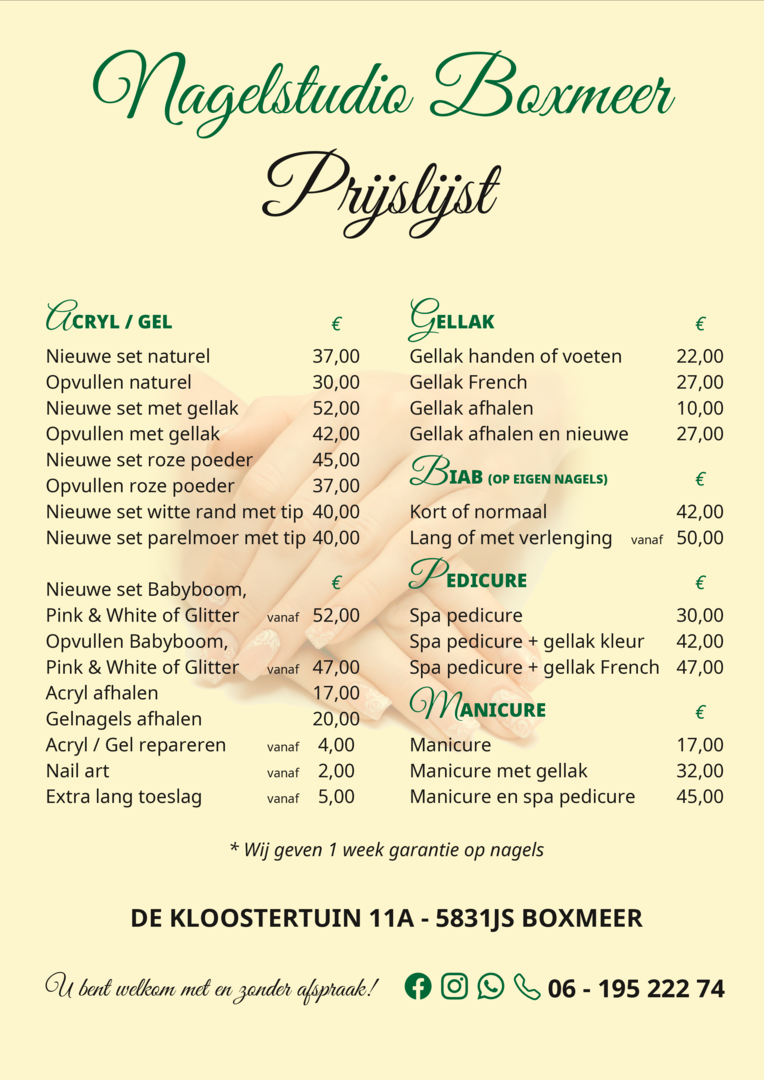 Nagelstudio Boxmeer
Prijslijst
ACRYL / GEL €
Nieuwe set naturel 37,00
Opvullen naturel 30,00
Nieuwe set met gellak 52,00
Opvullen met gellak 42,00
Nieuwe set roze poeder 45,00
Opvullen roze poeder 37,00
Nieuwe set witte rand met tip 40,00
Nieuwe set parelmoer met tip 40,00
€
Nieuwe set Babyboom,
Pink & White of Glitter vanaf 52,00
Opvullen Babyboom,
Pink & White of Glitter vanaf 47,00
Acryl afhalen 17,00
Gelnagels afhalen 20,00
Acryl / Gel repareren vanaf 4,00
Nail art vanaf 2,00
Extra lang toeslag vanaf 5,00
GELLAK €
Gellak handen of voeten 22,00
Gellak French 27,00
Gellak afhalen 10,00
Gellak afhalen en nieuwe 27,00
BIAB (OP EIGEN NAGELS) €
Kort of normaal 42,00
Lang of met verlenging vanaf 50,00
PEDICURE €
Spa pedicure 30,00
Spa pedicure + gellak kleur 42,00
Spa pedicure + gellak French 47,00
MANICURE €
Manicure 17,00
Manicure met gellak 32,00
Manicure en spa pedicure 45,00
* Wij geven 1 week garantie op nagels
DE KLOOSTERTUIN 11A - 5831JS BOXMEER
U bent welkom met en zonder afspraak! 06 - 195 222 74